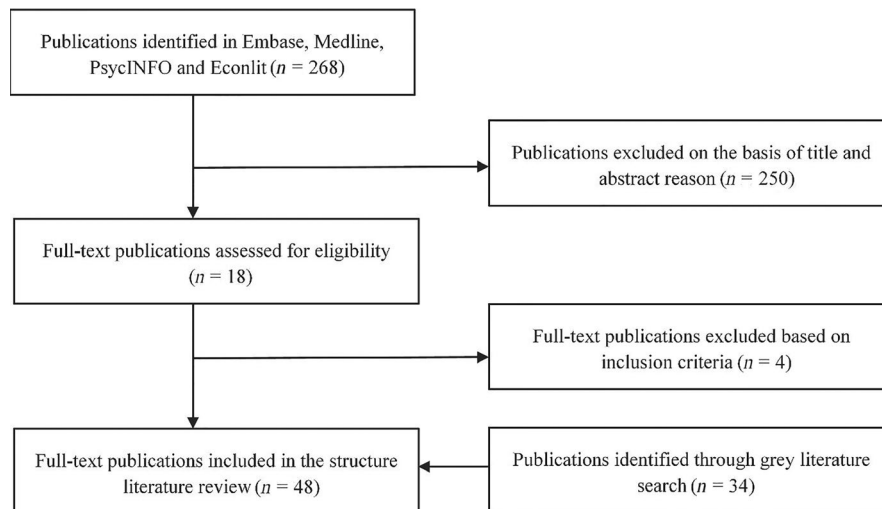 Publications identified in Embase, Medline,
PsycINFO and Econlit (n = 268)
Publications excluded on the basis of title and
abstract reason (n = 250)
Full-text publications assessed for eligibility
(n = 18)
Full-text publications excluded based on
inclusion criteria (n = 4)
Full-text publications included in the structure
literature review (n = 48)
Publications identified through grey literature
search (n = 34)